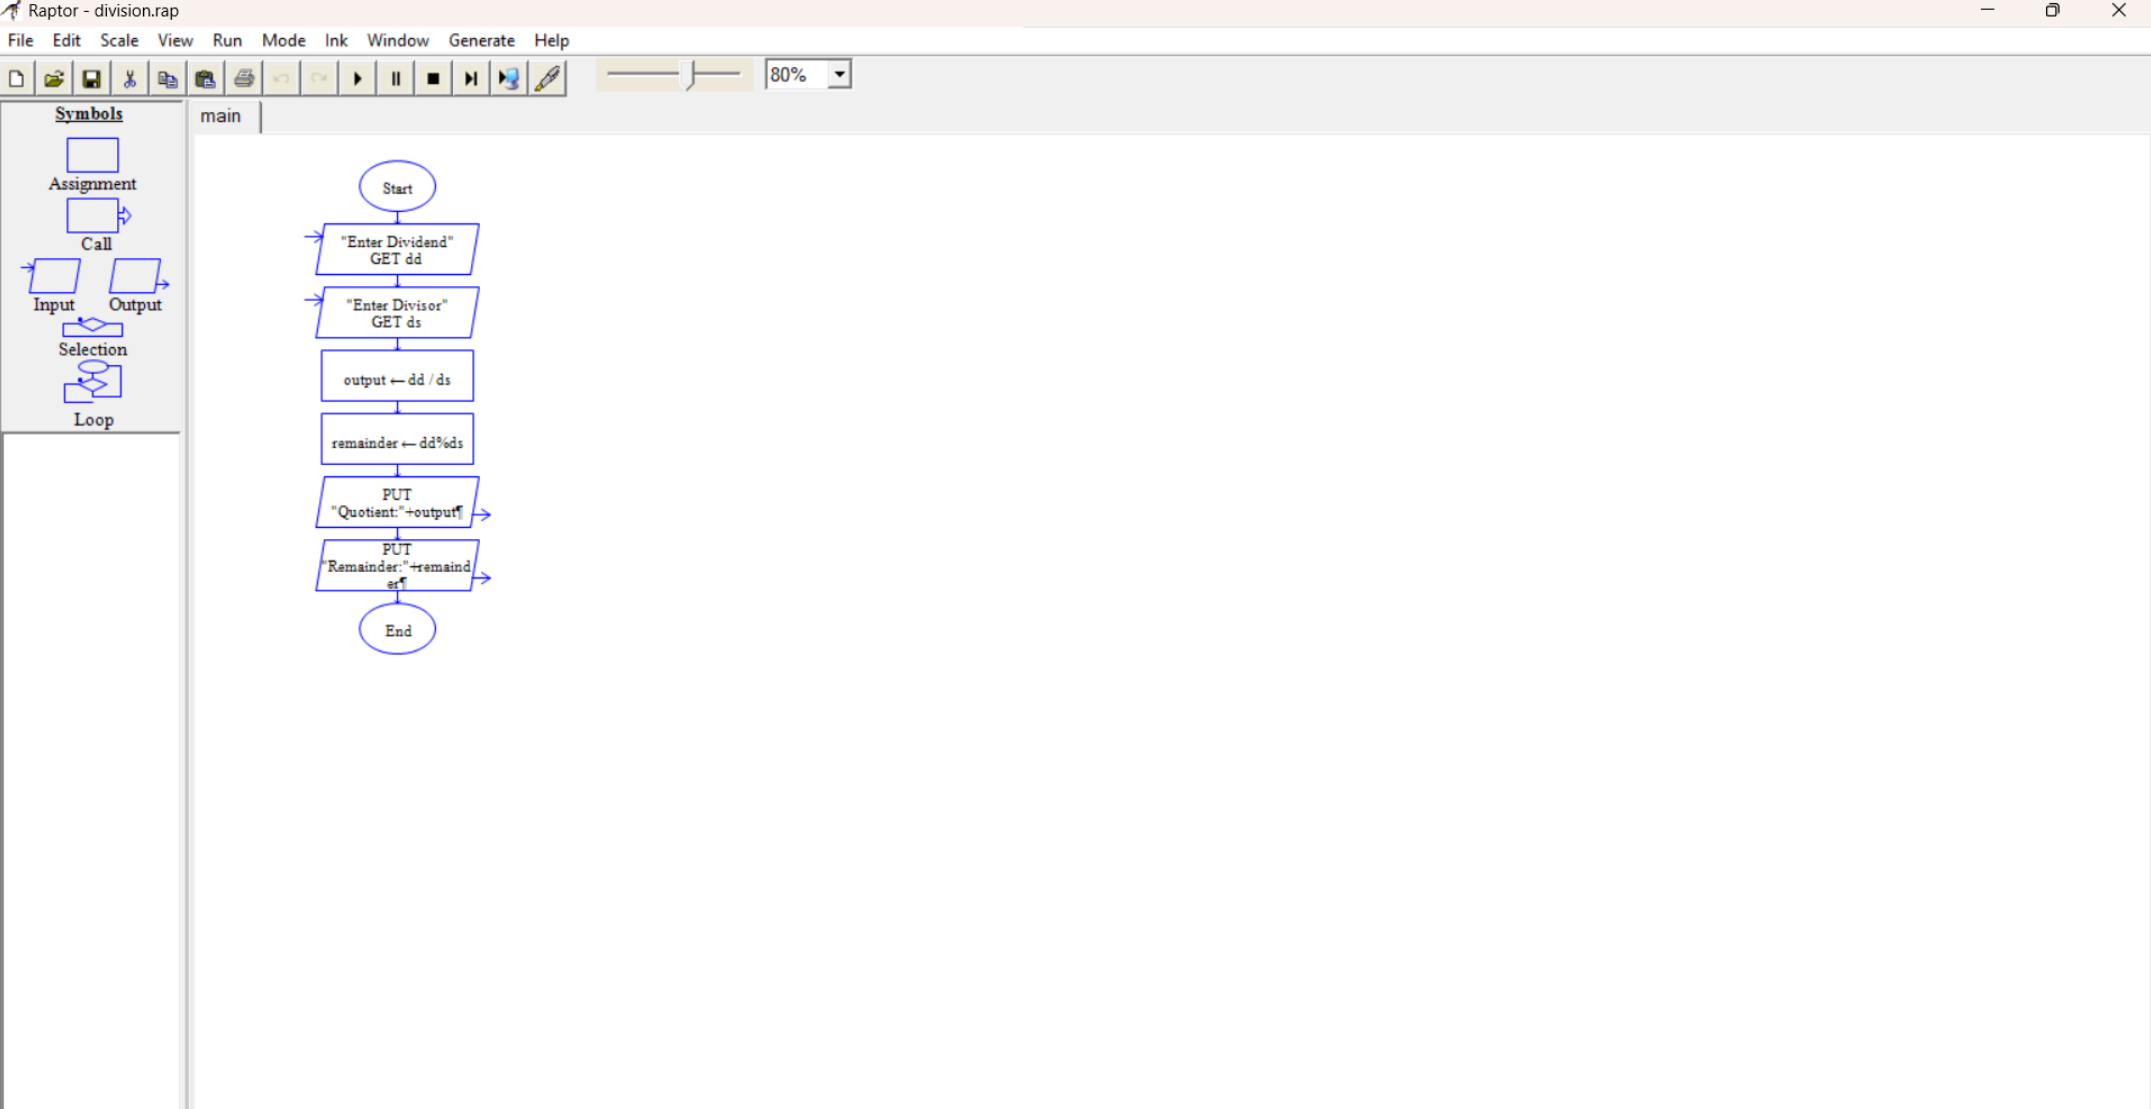 Raptor - division.rap
File Edit Scale View Run Mode Ink Window Generate Help
80%
Symbols
Assignment
Call
Input Output
Selection
Loop
main
Start
"Enter Dividend"
GET dd
"Enter Divisor"
GET ds
output ← dd / ds
remainder ← dd%ds
PUT
"Quotient:"+output¶
PUT
"Remainder:"+remaind
er¶
End